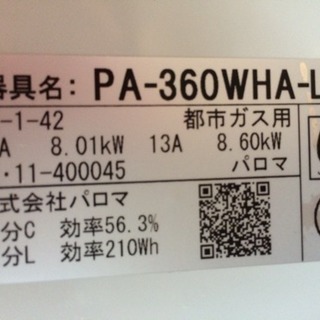 器具名: PA-360WHA-L
-1-42 都市ガス用
A 8.01kW 13A 8.60kW
・11-400045 パロマ
式会社パロマ
分C 効率56.3%
分L 効率210Wh